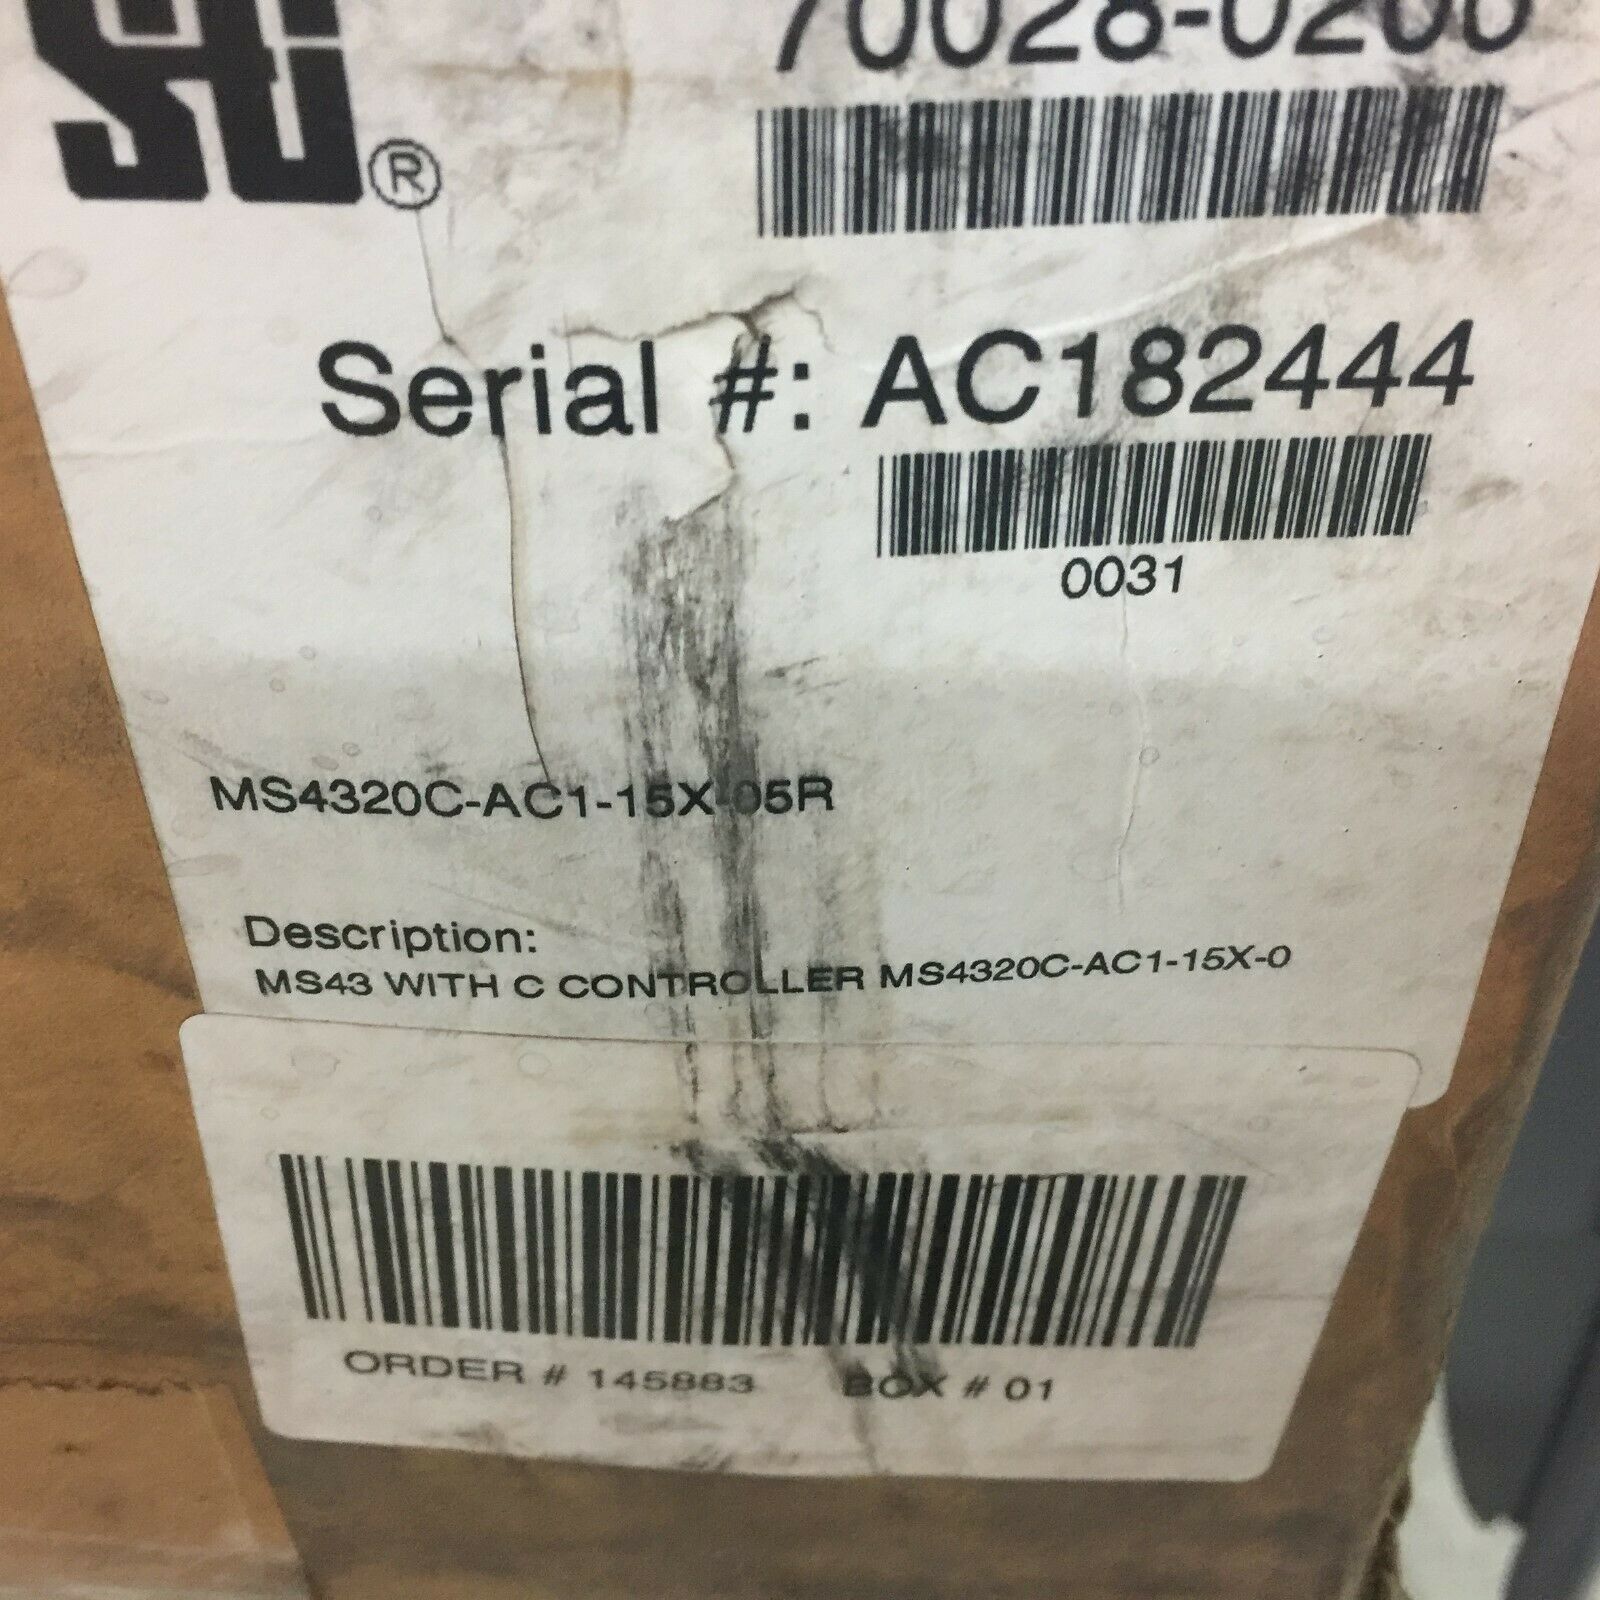 STI®
70028-0200
Serial #: AC182444
0031
MS4320C-AC1-15X-05R
Description:
MS43 WITH C CONTROLLER MS4320C-AC1-15X-0
ORDER # 145883 BOX # 01